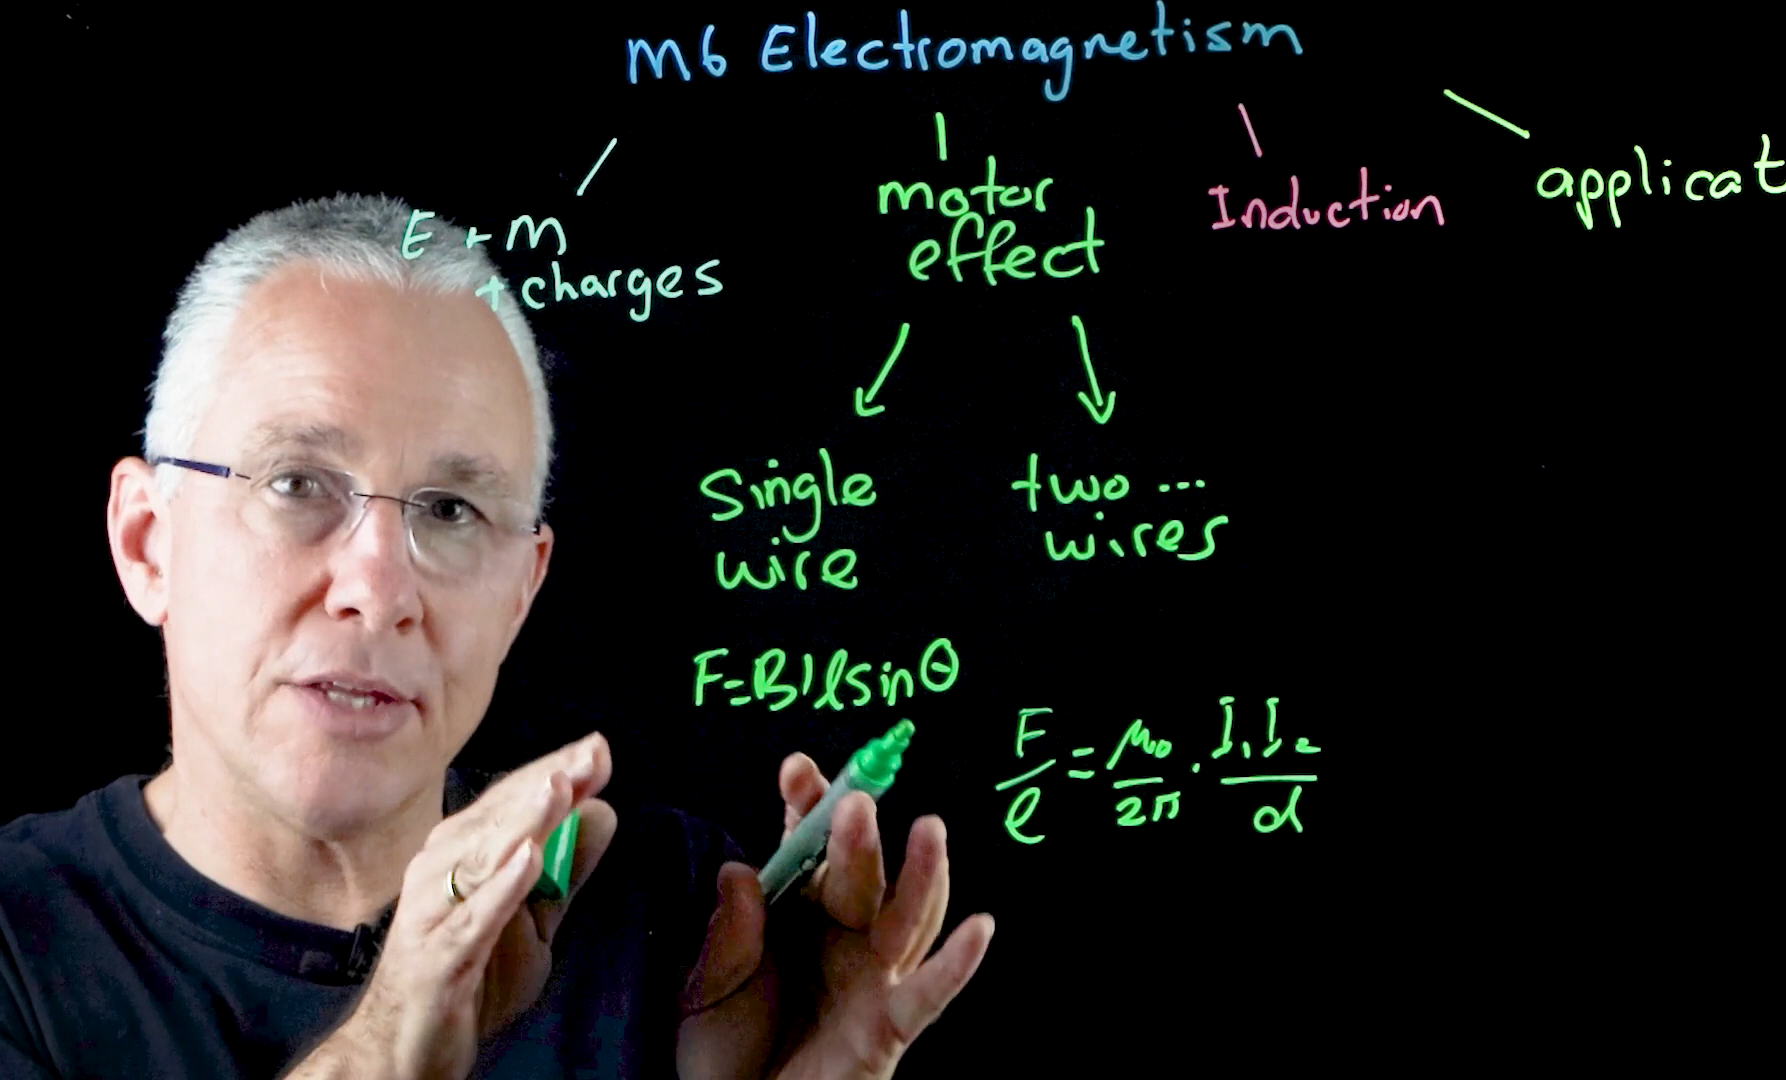 M6 Electromagnetism
E + m
+ charges
motor
effect
Induction
applicat
Single
wire
two ...
wires
F=BIlsinθ
F/l = μ₀/2π · I₁I₂/d